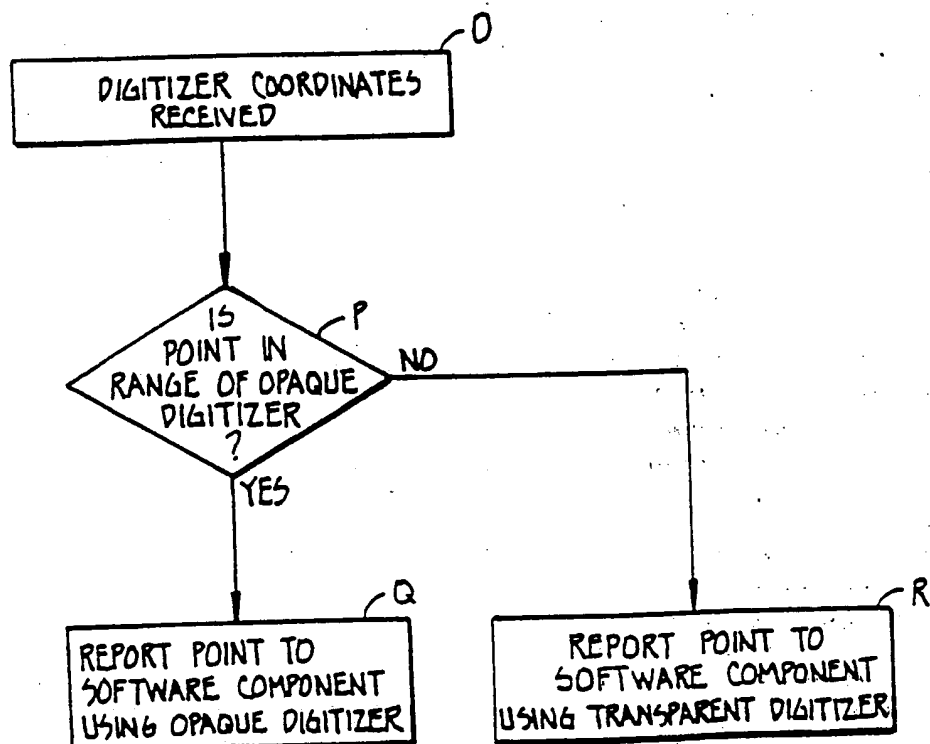 O
DIGITIZER COORDINATES
RECEIVED
P
IS
POINT IN
RANGE OF OPAQUE
DIGITIZER
?
NO
YES
Q
REPORT POINT TO
SOFTWARE COMPONENT
USING OPAQUE DIGITIZER
R
REPORT POINT TO
SOFTWARE COMPONENT
USING TRANSPARENT DIGITIZER